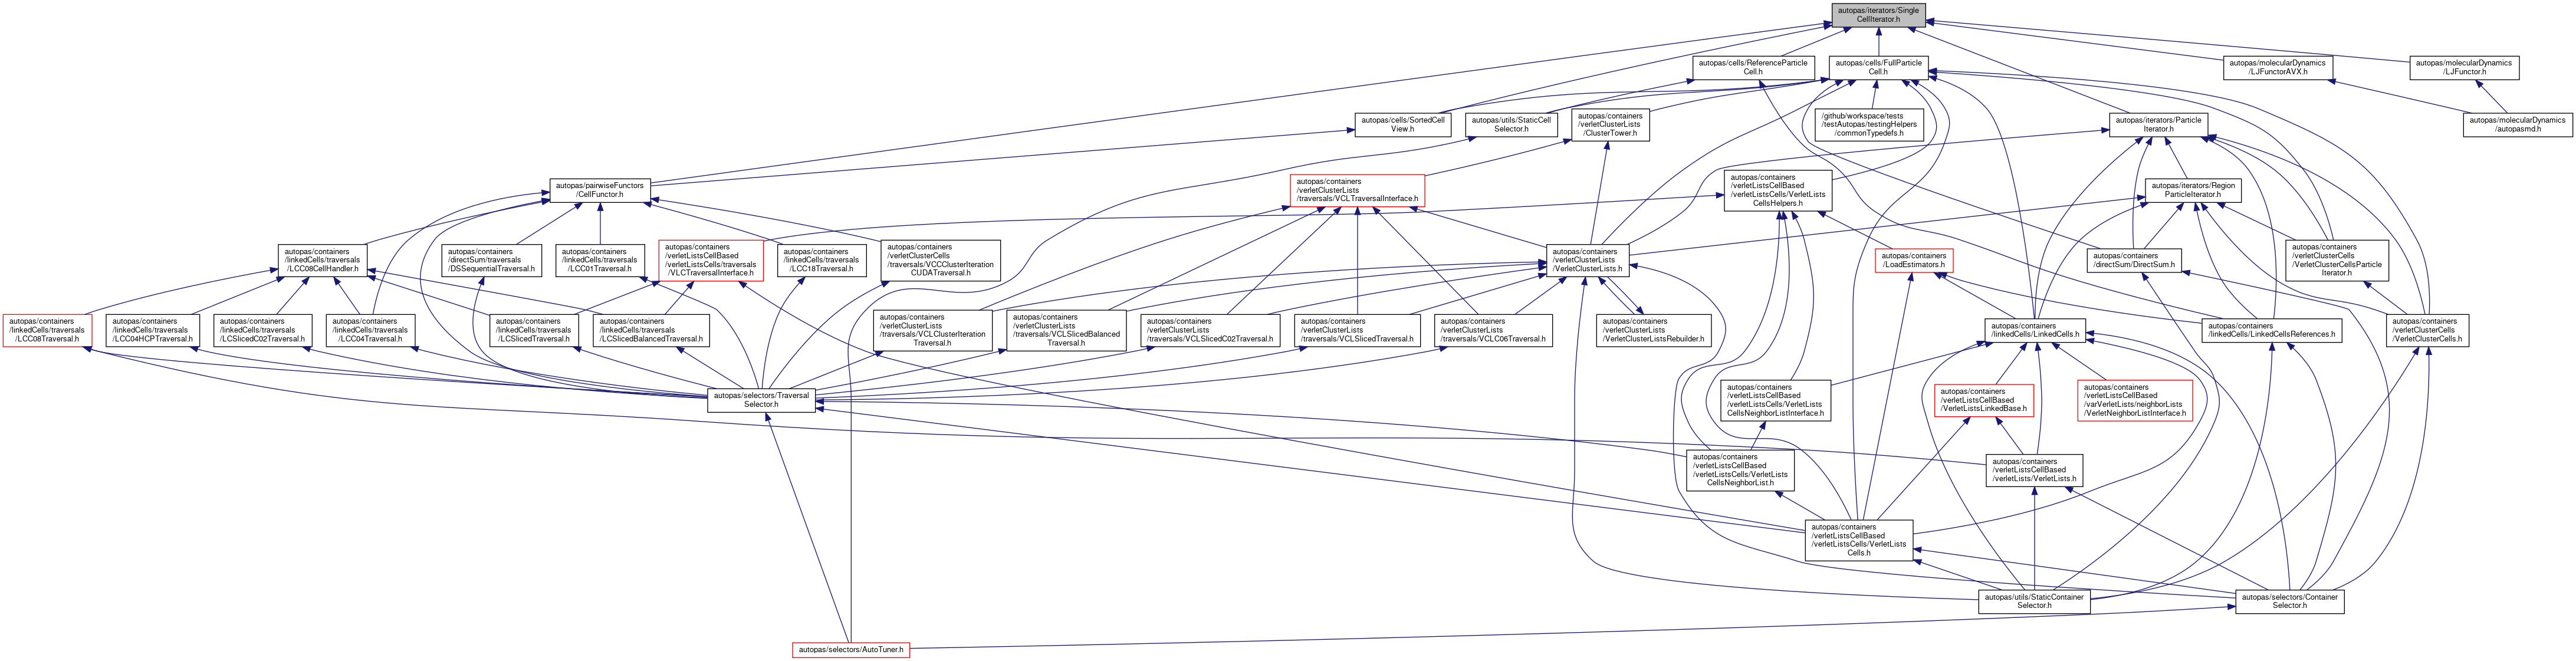 autopas/iterators/Single
CellIterator.h
autopas/cells/ReferenceParticle
Cell.h
autopas/cells/FullParticle
Cell.h
autopas/molecularDynamics
/LJFunctorAVX.h
autopas/molecularDynamics
/LJFunctor.h
autopas/cells/SortedCell
View.h
autopas/utils/StaticCell
Selector.h
autopas/containers
/verletClusterLists
/ClusterTower.h
/github/workspace/tests
/testAutopas/testingHelpers
/commonTypedefs.h
autopas/iterators/Particle
Iterator.h
autopas/molecularDynamics
/autopasmd.h
autopas/pairwiseFunctors
/CellFunctor.h
autopas/containers
/verletClusterLists
/traversals/VCLTraversalInterface.h
autopas/containers
/verletListsCellBased
/verletListsCells/VerletLists
CellsHelpers.h
autopas/iterators/Region
ParticleIterator.h
autopas/containers
/linkedCells/traversals
/LCC08CellHandler.h
autopas/containers
/directSum/traversals
/DSSequentialTraversal.h
autopas/containers
/linkedCells/traversals
/LCC01Traversal.h
autopas/containers
/verletListsCellBased
/verletListsCells/traversals
/VLCTraversalInterface.h
autopas/containers
/linkedCells/traversals
/LCC18Traversal.h
autopas/containers
/verletClusterCells
/traversals/VCCClusterIteration
CUDATraversal.h
autopas/containers
/verletClusterLists
/VerletClusterLists.h
autopas/containers
/LoadEstimators.h
autopas/containers
/directSum/DirectSum.h
autopas/containers
/verletClusterCells
/VerletClusterCellsParticle
Iterator.h
autopas/containers
/linkedCells/traversals
/LCC08Traversal.h
autopas/containers
/linkedCells/traversals
/LCC04HCPTraversal.h
autopas/containers
/linkedCells/traversals
/LCSlicedC02Traversal.h
autopas/containers
/linkedCells/traversals
/LCC04Traversal.h
autopas/containers
/linkedCells/traversals
/LCSlicedTraversal.h
autopas/containers
/linkedCells/traversals
/LCSlicedBalancedTraversal.h
autopas/containers
/verletClusterLists
/traversals/VCLClusterIteration
Traversal.h
autopas/containers
/verletClusterLists
/traversals/VCLSlicedBalanced
Traversal.h
autopas/containers
/verletClusterLists
/traversals/VCLSlicedC02Traversal.h
autopas/containers
/verletClusterLists
/traversals/VCLSlicedTraversal.h
autopas/containers
/verletClusterLists
/traversals/VCLC06Traversal.h
autopas/containers
/verletClusterLists
/VerletClusterListsRebuilder.h
autopas/containers
/linkedCells/LinkedCells.h
autopas/containers
/linkedCells/LinkedCellsReferences.h
autopas/containers
/verletClusterCells
/VerletClusterCells.h
autopas/selectors/Traversal
Selector.h
autopas/containers
/verletListsCellBased
/verletListsCells/VerletLists
CellsNeighborListInterface.h
autopas/containers
/verletListsCellBased
/VerletListsLinkedBase.h
autopas/containers
/verletListsCellBased
/varVerletLists/neighborLists
/VerletNeighborListInterface.h
autopas/containers
/verletListsCellBased
/verletListsCells/VerletLists
CellsNeighborList.h
autopas/containers
/verletListsCellBased
/verletLists/VerletLists.h
autopas/containers
/verletListsCellBased
/verletListsCells/VerletLists
Cells.h
autopas/utils/StaticContainer
Selector.h
autopas/selectors/Container
Selector.h
autopas/selectors/AutoTuner.h